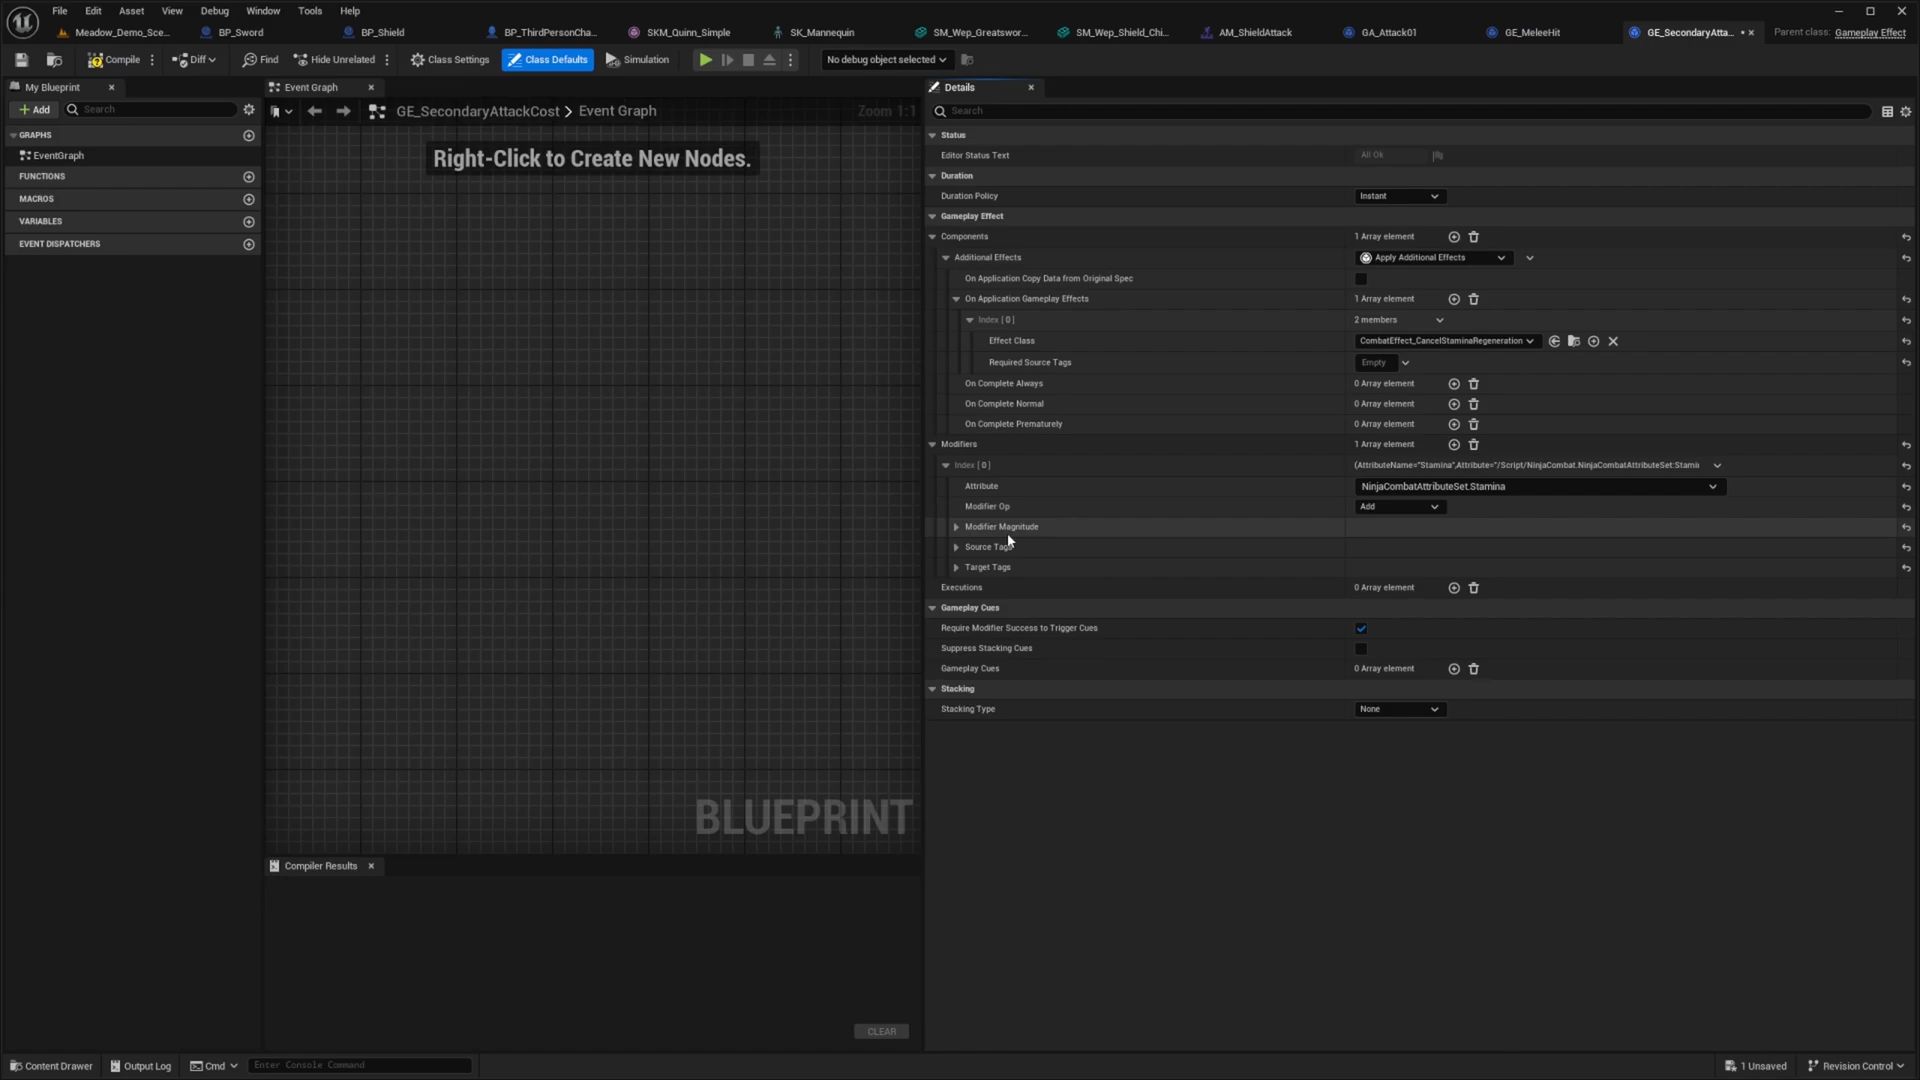 File Edit Asset View Debug Window Tools Help
Meadow_Demo_Sce... BP_Sword BP_Shield BP_ThirdPersonCha... SKM_Quinn_Simple SK_Mannequin SM_Wep_Greatswor... SM_Wep_Shield_Chi... AM_ShieldAttack GA_Attack01 GE_MeleeHit GE_SecondaryAtta... Parent class: Gameplay Effect
Compile Diff Find Hide Unrelated Class Settings Class Defaults Simulation No debug object selected
My Blueprint Event Graph Details
Add Search GE_SecondaryAttackCost > Event Graph Zoom 1:1 Search
GRAPHS
EventGraph
FUNCTIONS
MACROS
VARIABLES
EVENT DISPATCHERS
Right-Click to Create New Nodes.
BLUEPRINT
Compiler Results
CLEAR
Status
Editor Status Text All Ok
Duration
Duration Policy Instant
Gameplay Effect
Components 1 Array element
Additional Effects Apply Additional Effects
On Application Copy Data from Original Spec
On Application Gameplay Effects 1 Array element
Index [ 0 ] 2 members
Effect Class CombatEffect_CancelStaminaRegeneration
Required Source Tags Empty
On Complete Always 0 Array element
On Complete Normal 0 Array element
On Complete Prematurely 0 Array element
Modifiers 1 Array element
Index [ 0 ] (AttributeName="Stamina",Attribute="/Script/NinjaCombat.NinjaCombatAttributeSet:Stami
Attribute NinjaCombatAttributeSet.Stamina
Modifier Op Add
Modifier Magnitude
Source Tags
Target Tags
Executions 0 Array element
Gameplay Cues
Require Modifier Success to Trigger Cues
Suppress Stacking Cues
Gameplay Cues 0 Array element
Stacking
Stacking Type None
Content Drawer Output Log Cmd Enter Console Command 1 Unsaved Revision Control